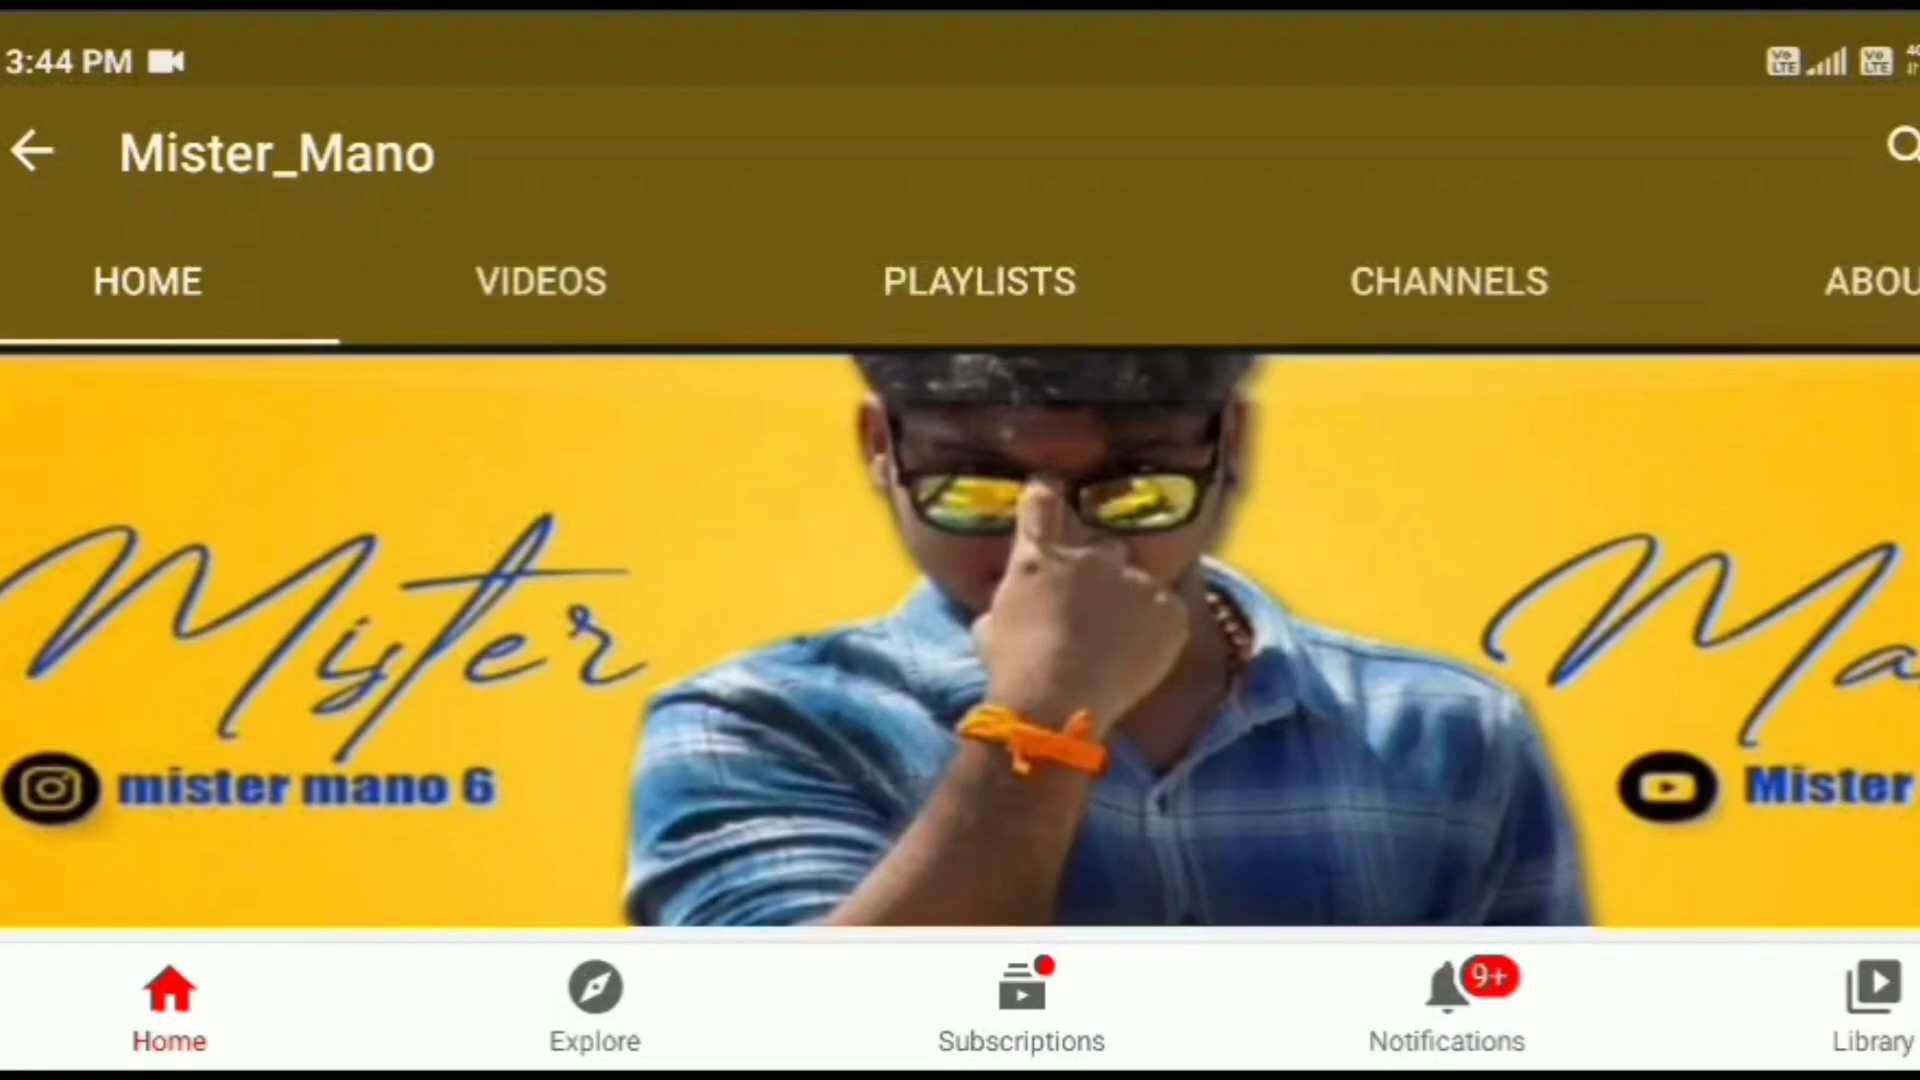 3:44 PM
Mister_Mano
HOME VIDEOS PLAYLISTS CHANNELS ABOU
Mister Ma
mister mano 6 Mister
9+
Home Explore Subscriptions Notifications Library